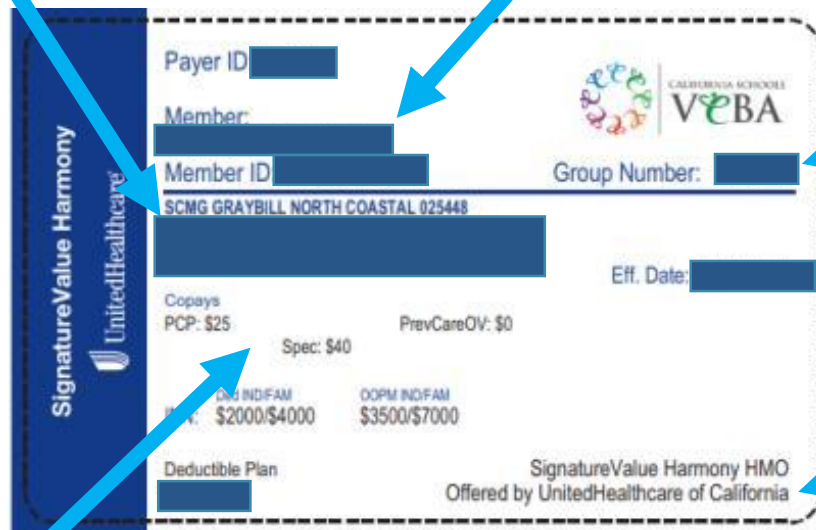 Payer ID
CALIFORNIA SCHOOLS
VEBA
Member:
Member ID
Group Number:
SCMG GRAYBILL NORTH COASTAL 025448
Eff. Date:
Copays
PCP: $25 PrevCareOV: $0
Spec: $40
IND/FAM OOPM IND/FAM
$2000/$4000 $3500/$7000
Deductible Plan
SignatureValue Harmony HMO
Offered by UnitedHealthcare of California
SignatureValue Harmony
UnitedHealthcare